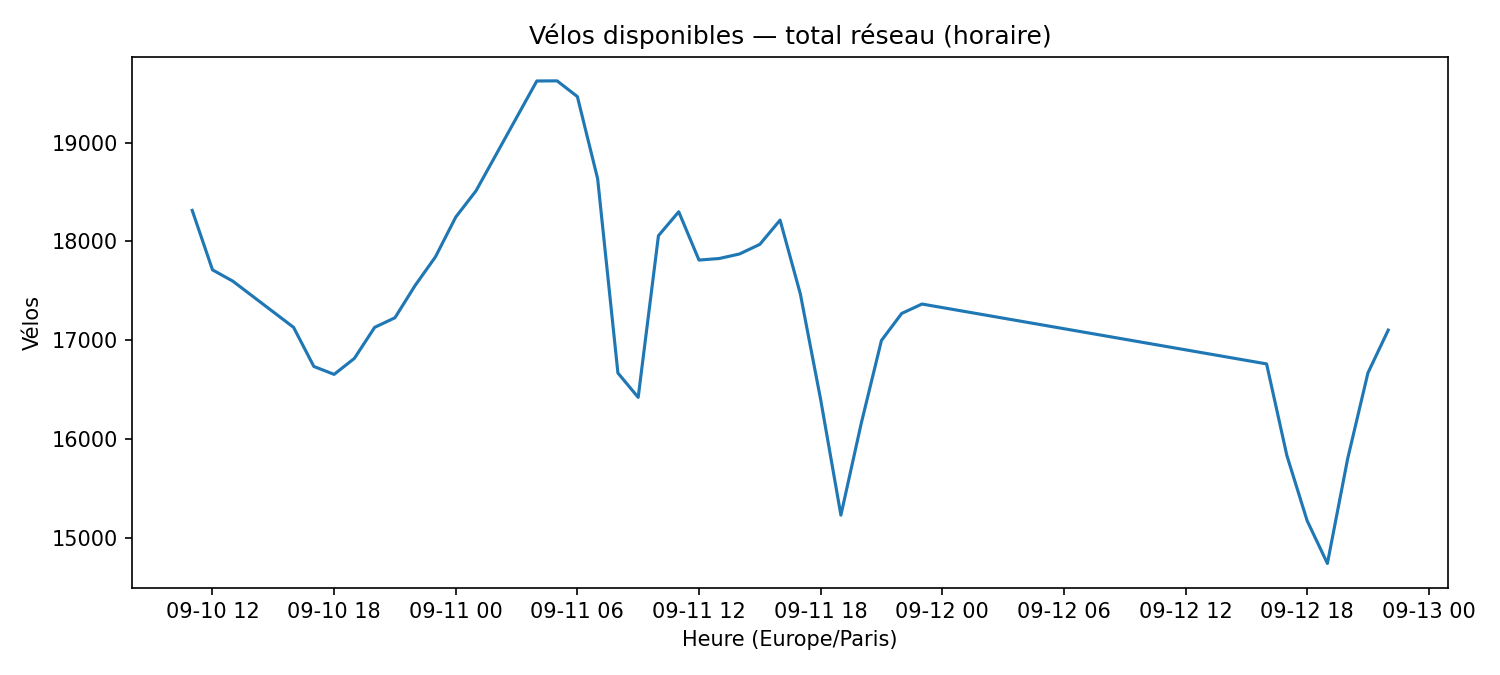 Vélos disponibles — total réseau (horaire)
19000
18000
17000
16000
15000
Vélos
09-10 12 09-10 18 09-11 00 09-11 06 09-11 12 09-11 18 09-12 00 09-12 06 09-12 12 09-12 18 09-13 00
Heure (Europe/Paris)